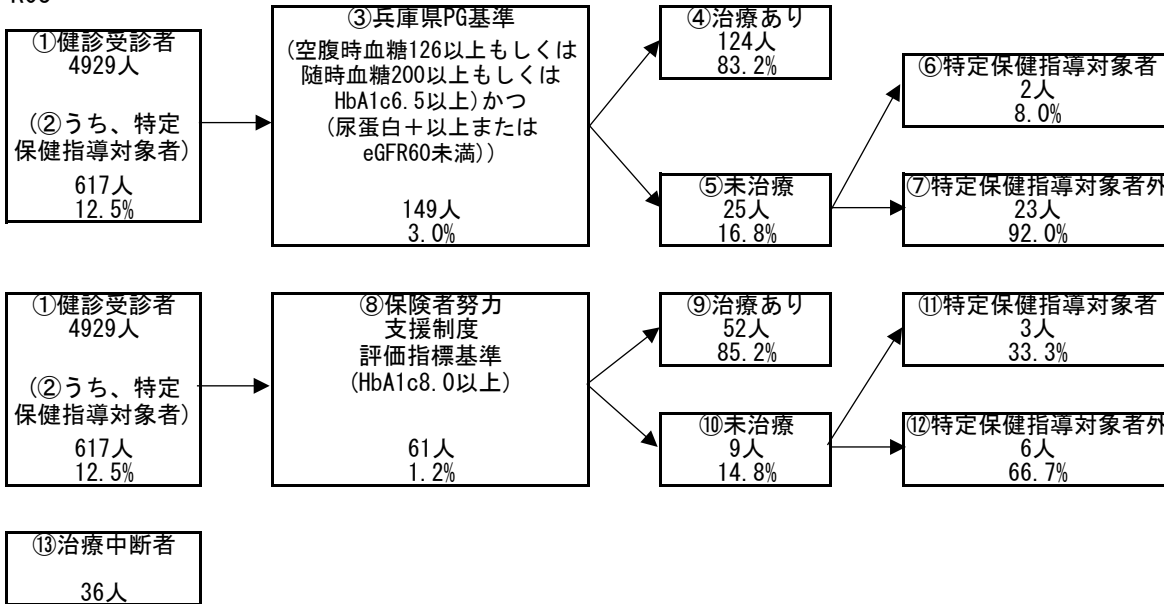 ①健診受診者
4929人
(②うち、特定
保健指導対象者)
617人
12.5%
③兵庫県PG基準
(空腹時血糖126以上もしくは
随時血糖200以上もしくは
HbA1c6.5以上)かつ
(尿蛋白+以上または
eGFR60未満))
149人
3.0%
④治療あり
124人
83.2%
⑤未治療
25人
16.8%
⑥特定保健指導対象者
2人
8.0%
⑦特定保健指導対象者外
23人
92.0%
①健診受診者
4929人
(②うち、特定
保健指導対象者)
617人
12.5%
⑧保険者努力
支援制度
評価指標基準
(HbA1c8.0以上)
61人
1.2%
⑨治療あり
52人
85.2%
⑩未治療
9人
14.8%
⑪特定保健指導対象者
3人
33.3%
⑫特定保健指導対象者外
6人
66.7%
⑬治療中断者
36人